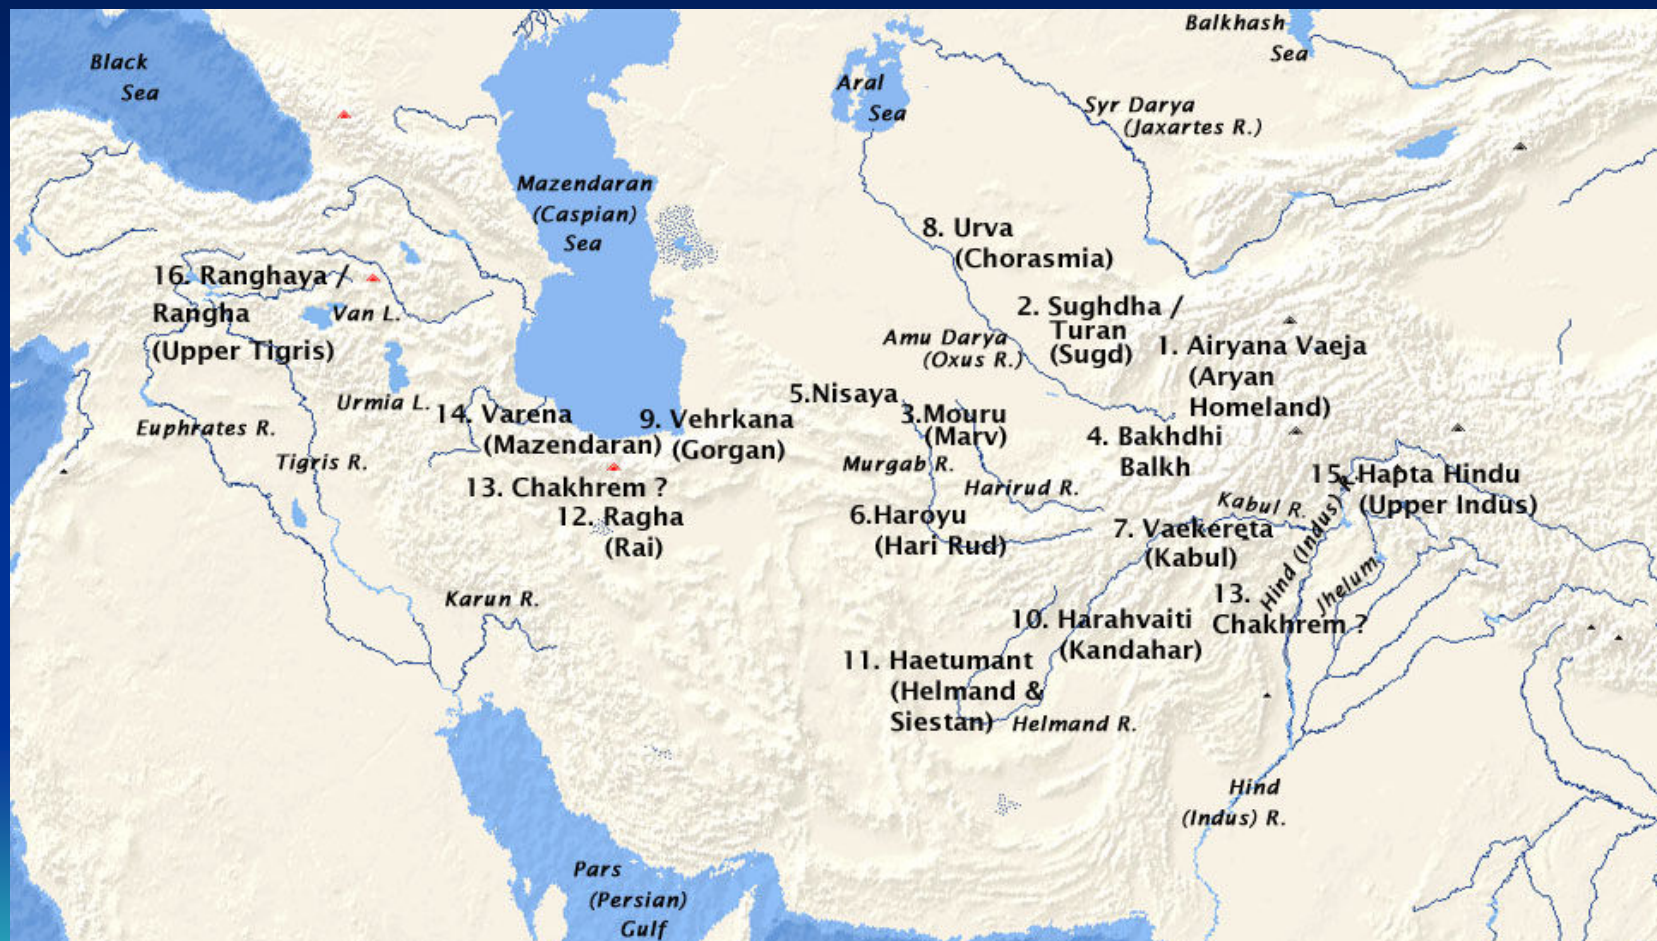 Black
Sea
Balkhash
Sea
Aral
Sea
Syr Darya
(Jaxartes R.)
Mazendaran
(Caspian)
Sea
8. Urva
(Chorasmia)
16. Ranghaya /
Rangha
(Upper Tigris)
Van L.
2. Sughdha /
Turan
(Sugd)
Amu Darya
(Oxus R.)
1. Airyana Vaeja
(Aryan
Homeland)
Urmia L.
5.Nisaya
14. Varena
(Mazendaran)
9. Vehrkana
(Gorgan)
3.Mouru
(Marv)
4. Bakhdhi
Balkh
Euphrates R.
Tigris R.
Murgab R.
Harirud R.
15. Hapta Hindu
(Upper Indus)
13. Chakhrem ?
12. Ragha
(Rai)
6.Haroyu
(Hari Rud)
Kabul R.
7. Vaekereta
(Kabul)
Hind (Indus) R.
Jhelum
Karun R.
13.
Chakhrem ?
10. Harahvaiti
(Kandahar)
11. Haetumant
(Helmand &
Siestan)
Helmand R.
Hind
(Indus) R.
Pars
(Persian)
Gulf